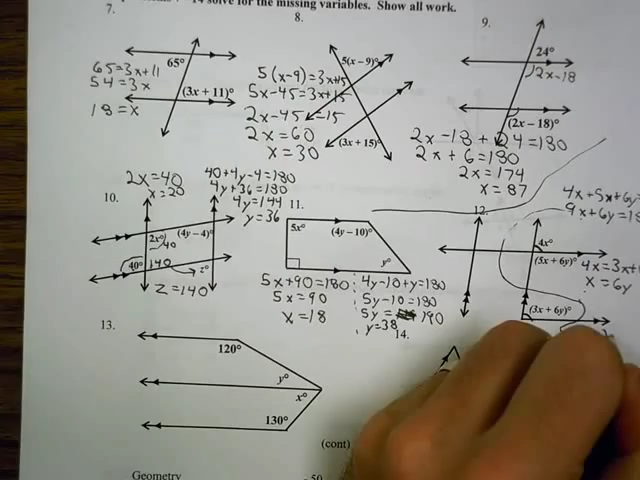 14 solve for the missing variables. Show all work.
7.
8.
9.
65°
(3x + 11)°
65=3x+11
54=3x
18=x
5(x – 9)°
(3x + 15)°
5(x-9)=3x+15
5x-45=3x+15
2x-45=15
2x=60
x=30
24°
2x-18
(2x – 18)°
2x-18+24=180
2x+6=180
2x=174
x=87
10.
2x=40
x=20
40+4y-4=180
4y+36=180
4y=144
y=36
2x°
(4y – 4)°
40
40°
140
z°
z=140
11.
5x°
(4y – 10)°
y°
5x+90=180
5x=90
x=18
4y-10+y=180
5y-10=180
5y=190
y=38
12.
4x+5x+6y=
9x+6y=18
4x°
(5x + 6y)°
(3x + 6y)°
4x=3x+
x=6y
13.
120°
y°
x°
130°
14.
(cont)
Geometry
50